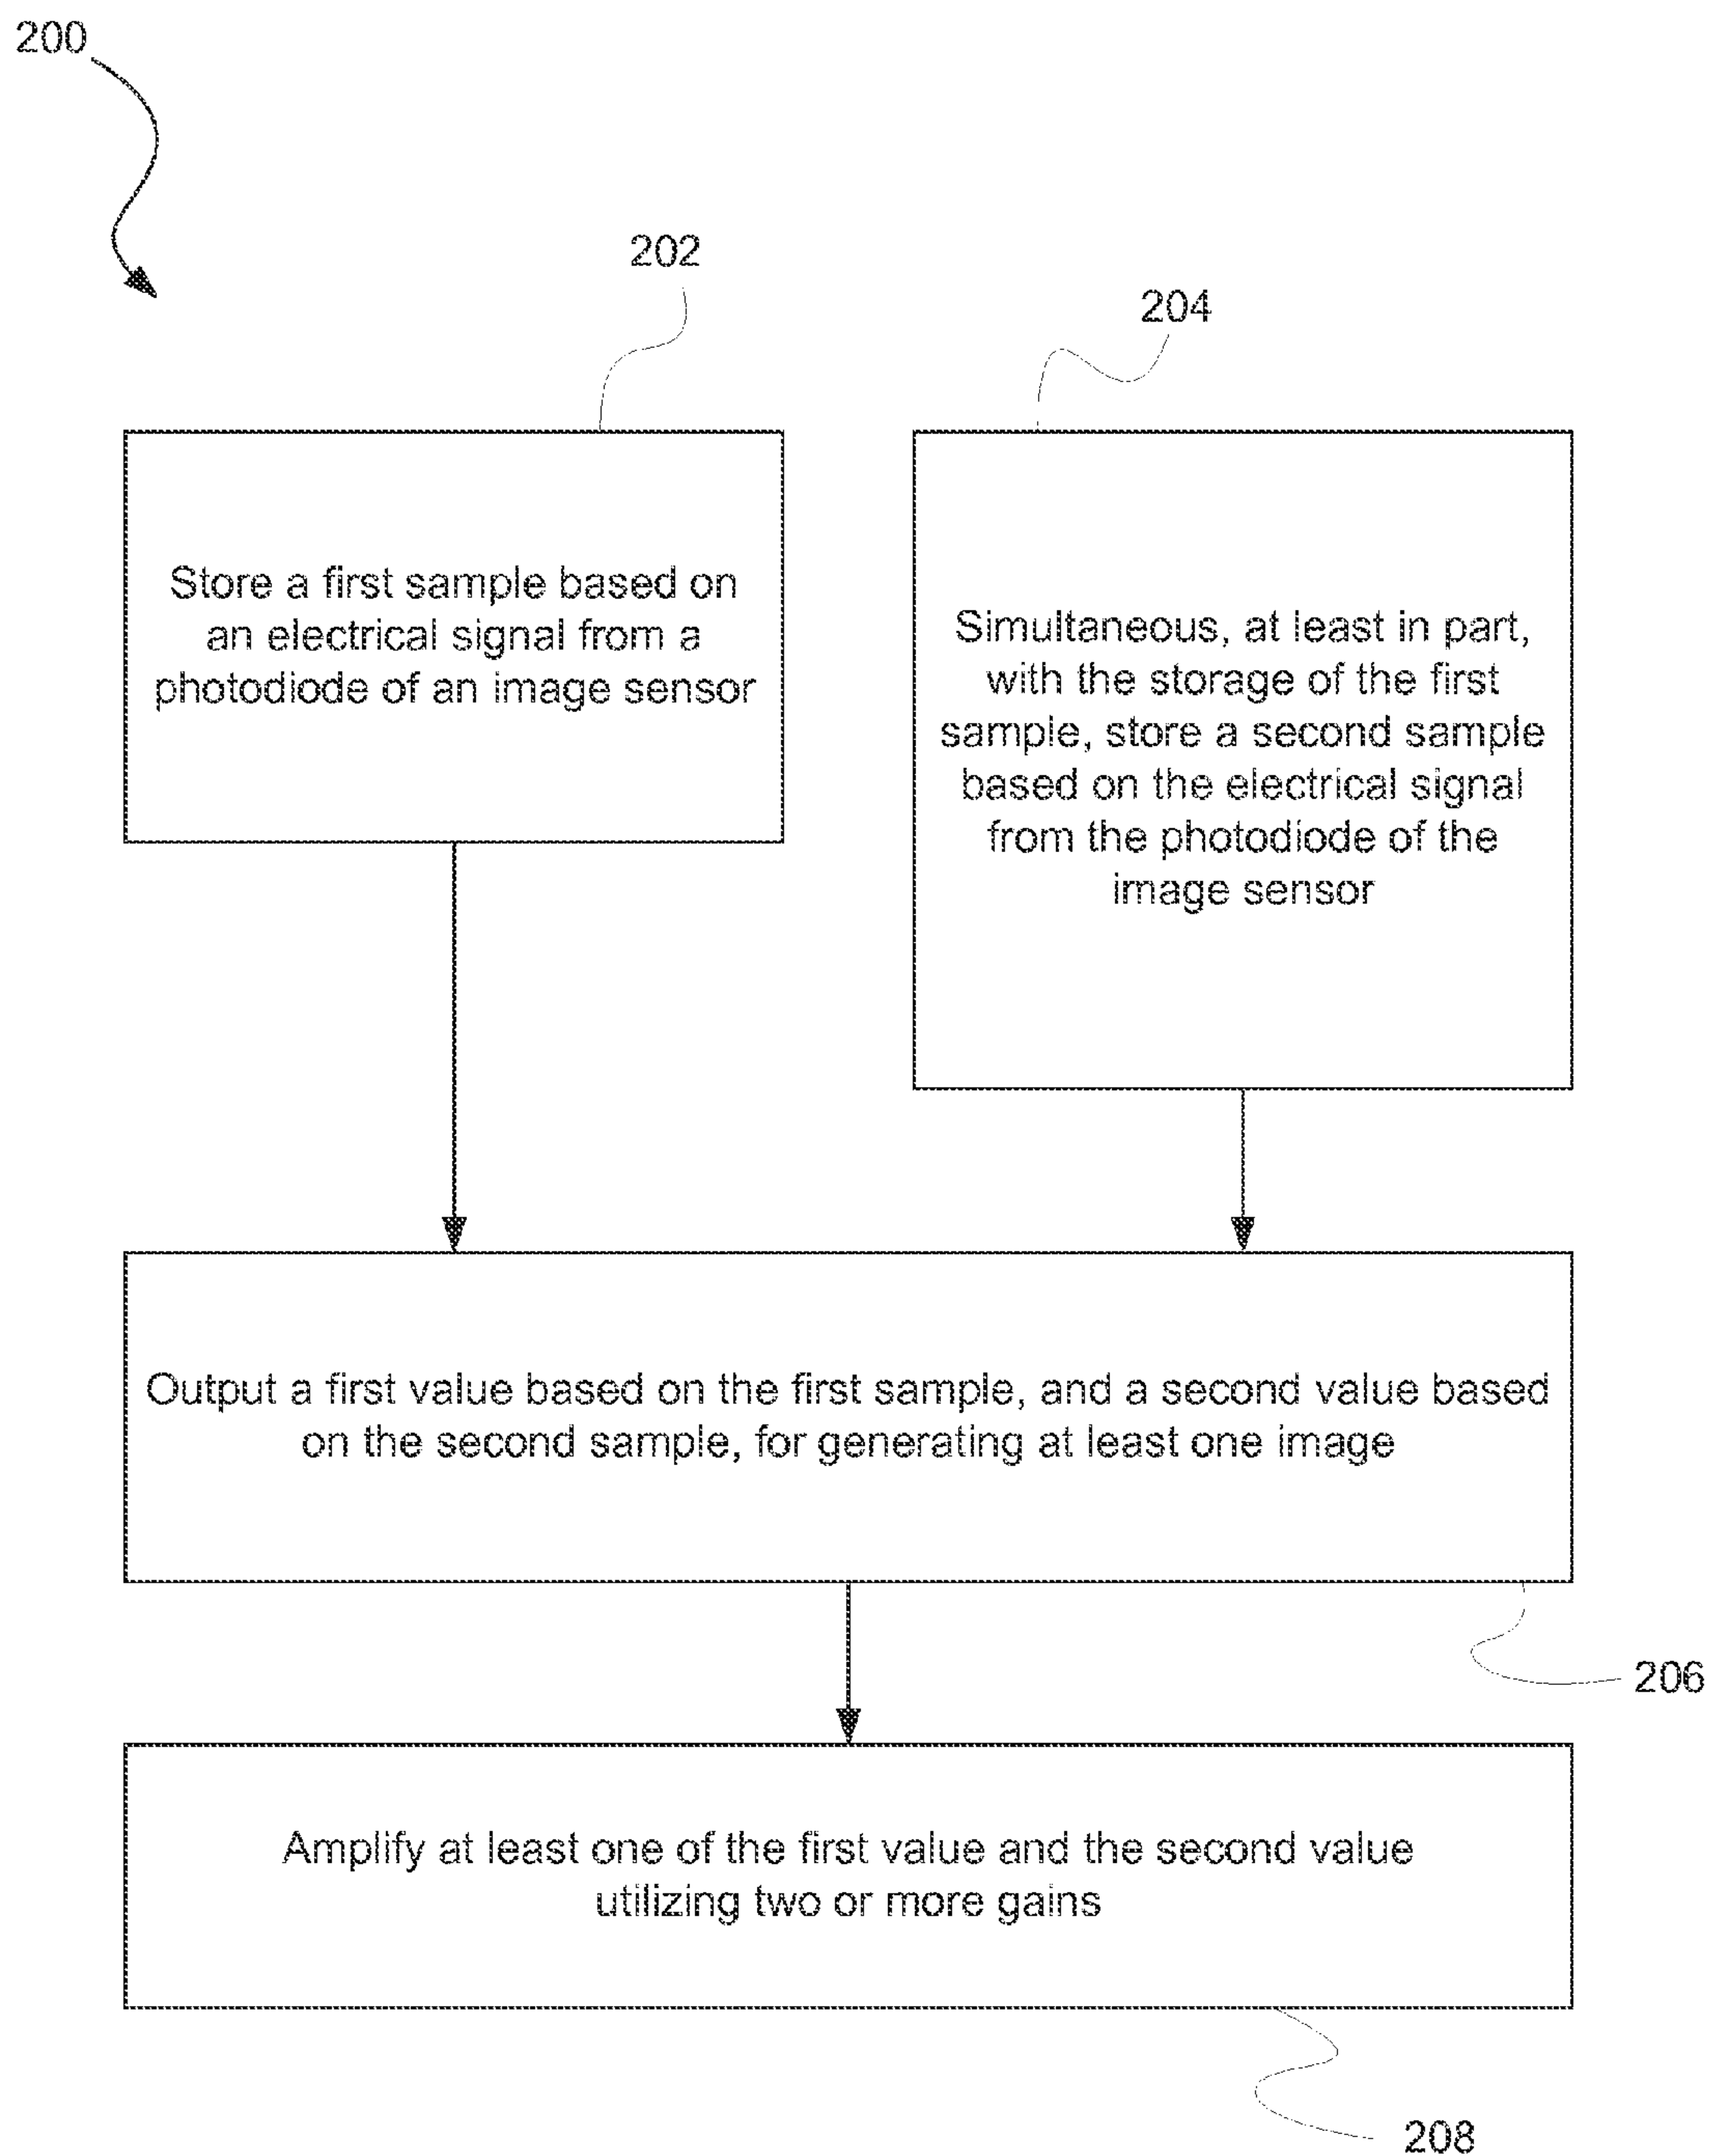 200
202
204
Store a first sample based on
an electrical signal from a
photodiode of an image sensor
Simultaneous, at least in part,
with the storage of the first
sample, store a second sample
based on the electrical signal
from the photodiode of the
image sensor
Output a first value based on the first sample, and a second value based
on the second sample, for generating at least one image
206
Amplify at least one of the first value and the second value
utilizing two or more gains
208